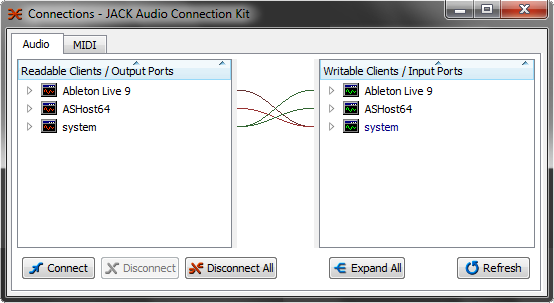 Connections - JACK Audio Connection Kit
Audio MIDI
Readable Clients / Output Ports Writable Clients / Input Ports
Ableton Live 9 Ableton Live 9
ASHost64 ASHost64
system system
Connect Disconnect Disconnect All Expand All Refresh